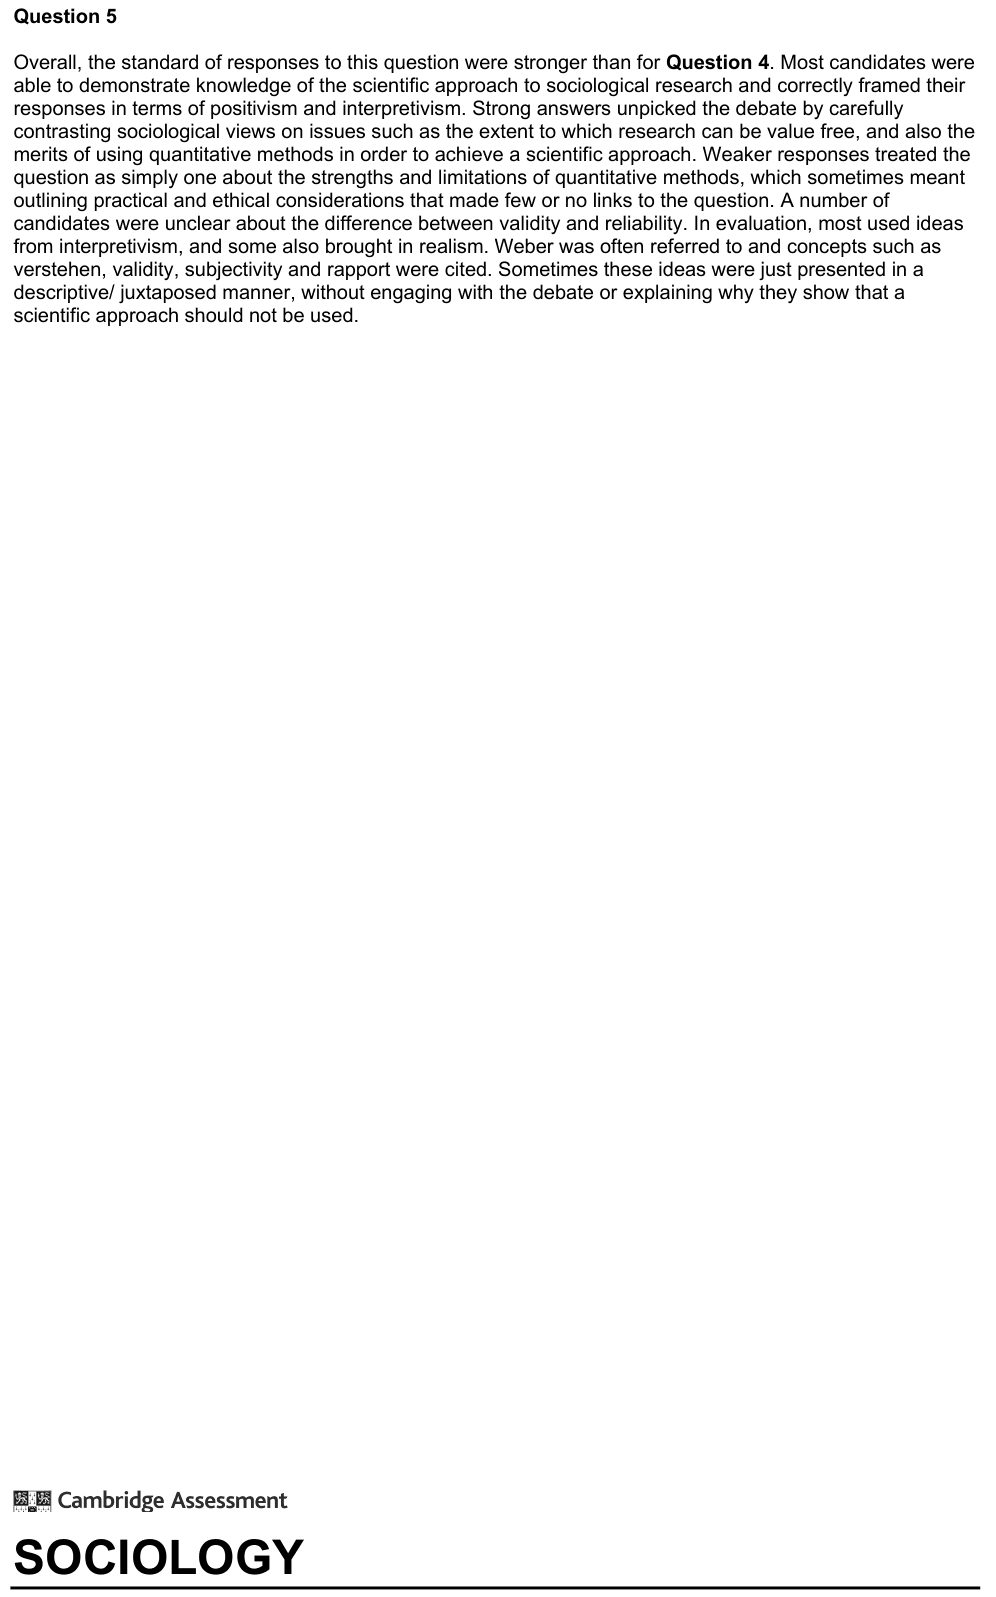 Question 5
Overall, the standard of responses to this question were stronger than for Question 4. Most candidates were
able to demonstrate knowledge of the scientific approach to sociological research and correctly framed their
responses in terms of positivism and interpretivism. Strong answers unpicked the debate by carefully
contrasting sociological views on issues such as the extent to which research can be value free, and also the
merits of using quantitative methods in order to achieve a scientific approach. Weaker responses treated the
question as simply one about the strengths and limitations of quantitative methods, which sometimes meant
outlining practical and ethical considerations that made few or no links to the question. A number of
candidates were unclear about the difference between validity and reliability. In evaluation, most used ideas
from interpretivism, and some also brought in realism. Weber was often referred to and concepts such as
verstehen, validity, subjectivity and rapport were cited. Sometimes these ideas were just presented in a
descriptive/ juxtaposed manner, without engaging with the debate or explaining why they show that a
scientific approach should not be used.
Cambridge Assessment
SOCIOLOGY